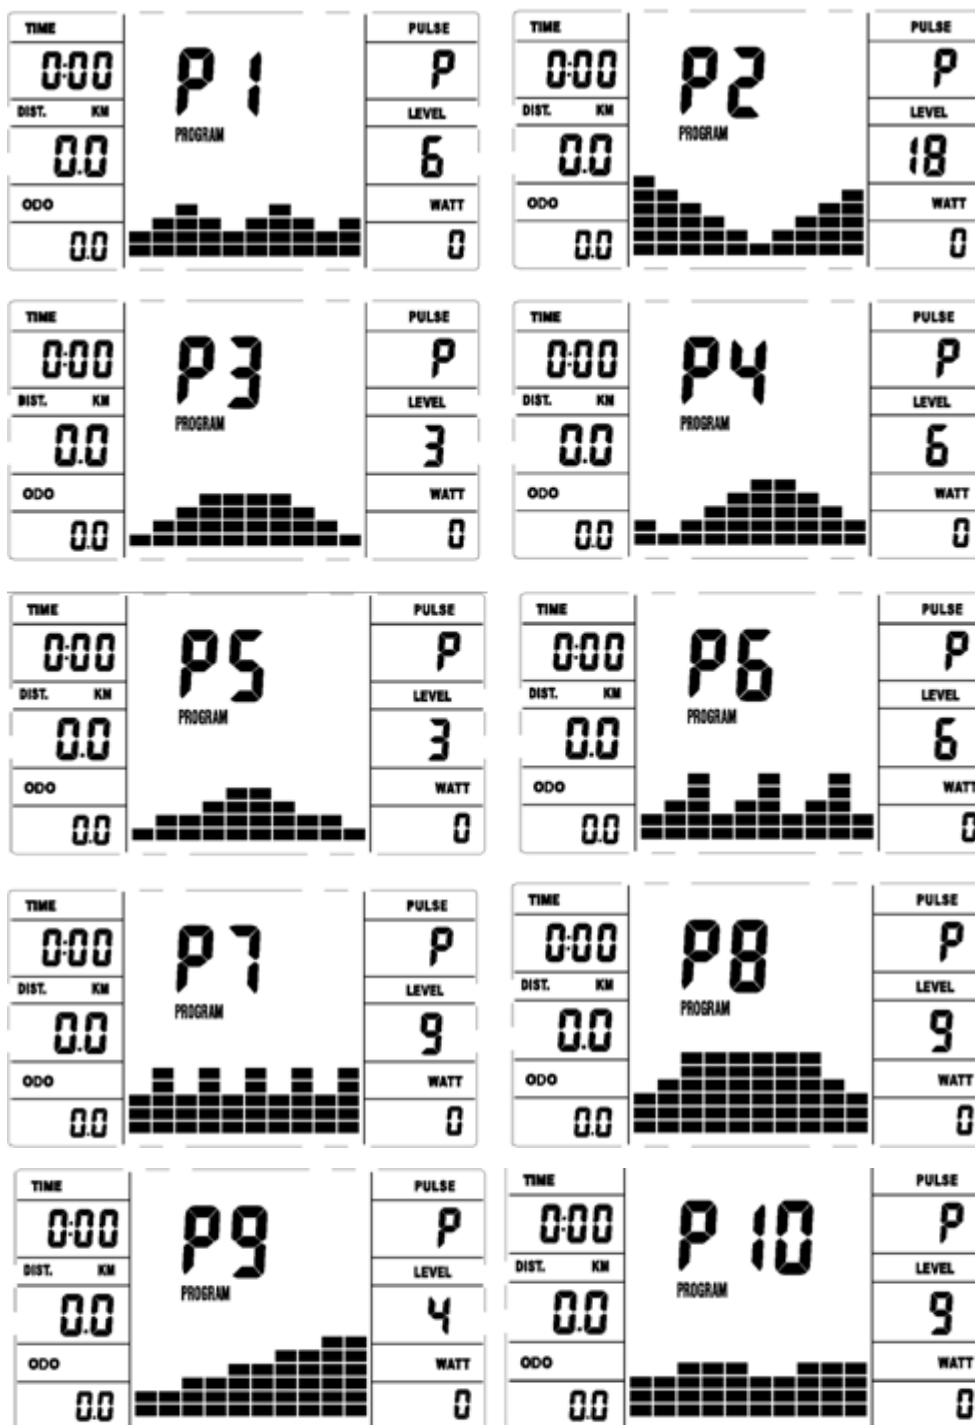 TIME PULSE
0:00 P1 P
DIST. KM LEVEL
PROGRAM
0.0 6
ODO WATT
0.0 0
TIME PULSE
0:00 P2 P
DIST. KM LEVEL
PROGRAM
0.0 18
ODO WATT
0.0 0
TIME PULSE
0:00 P3 P
DIST. KM LEVEL
PROGRAM
0.0 3
ODO WATT
0.0 0
TIME PULSE
0:00 P4 P
DIST. KM LEVEL
PROGRAM
0.0 6
ODO WATT
0.0 0
TIME PULSE
0:00 P5 P
DIST. KM LEVEL
PROGRAM
0.0 3
ODO WATT
0.0 0
TIME PULSE
0:00 P6 P
DIST. KM LEVEL
PROGRAM
0.0 6
ODO WATT
0.0 0
TIME PULSE
0:00 P7 P
DIST. KM LEVEL
PROGRAM
0.0 9
ODO WATT
0.0 0
TIME PULSE
0:00 P8 P
DIST. KM LEVEL
PROGRAM
0.0 9
ODO WATT
0.0 0
TIME PULSE
0:00 P9 P
DIST. KM LEVEL
PROGRAM
0.0 4
ODO WATT
0.0 0
TIME PULSE
0:00 P10 P
DIST. KM LEVEL
PROGRAM
0.0 9
ODO WATT
0.0 0